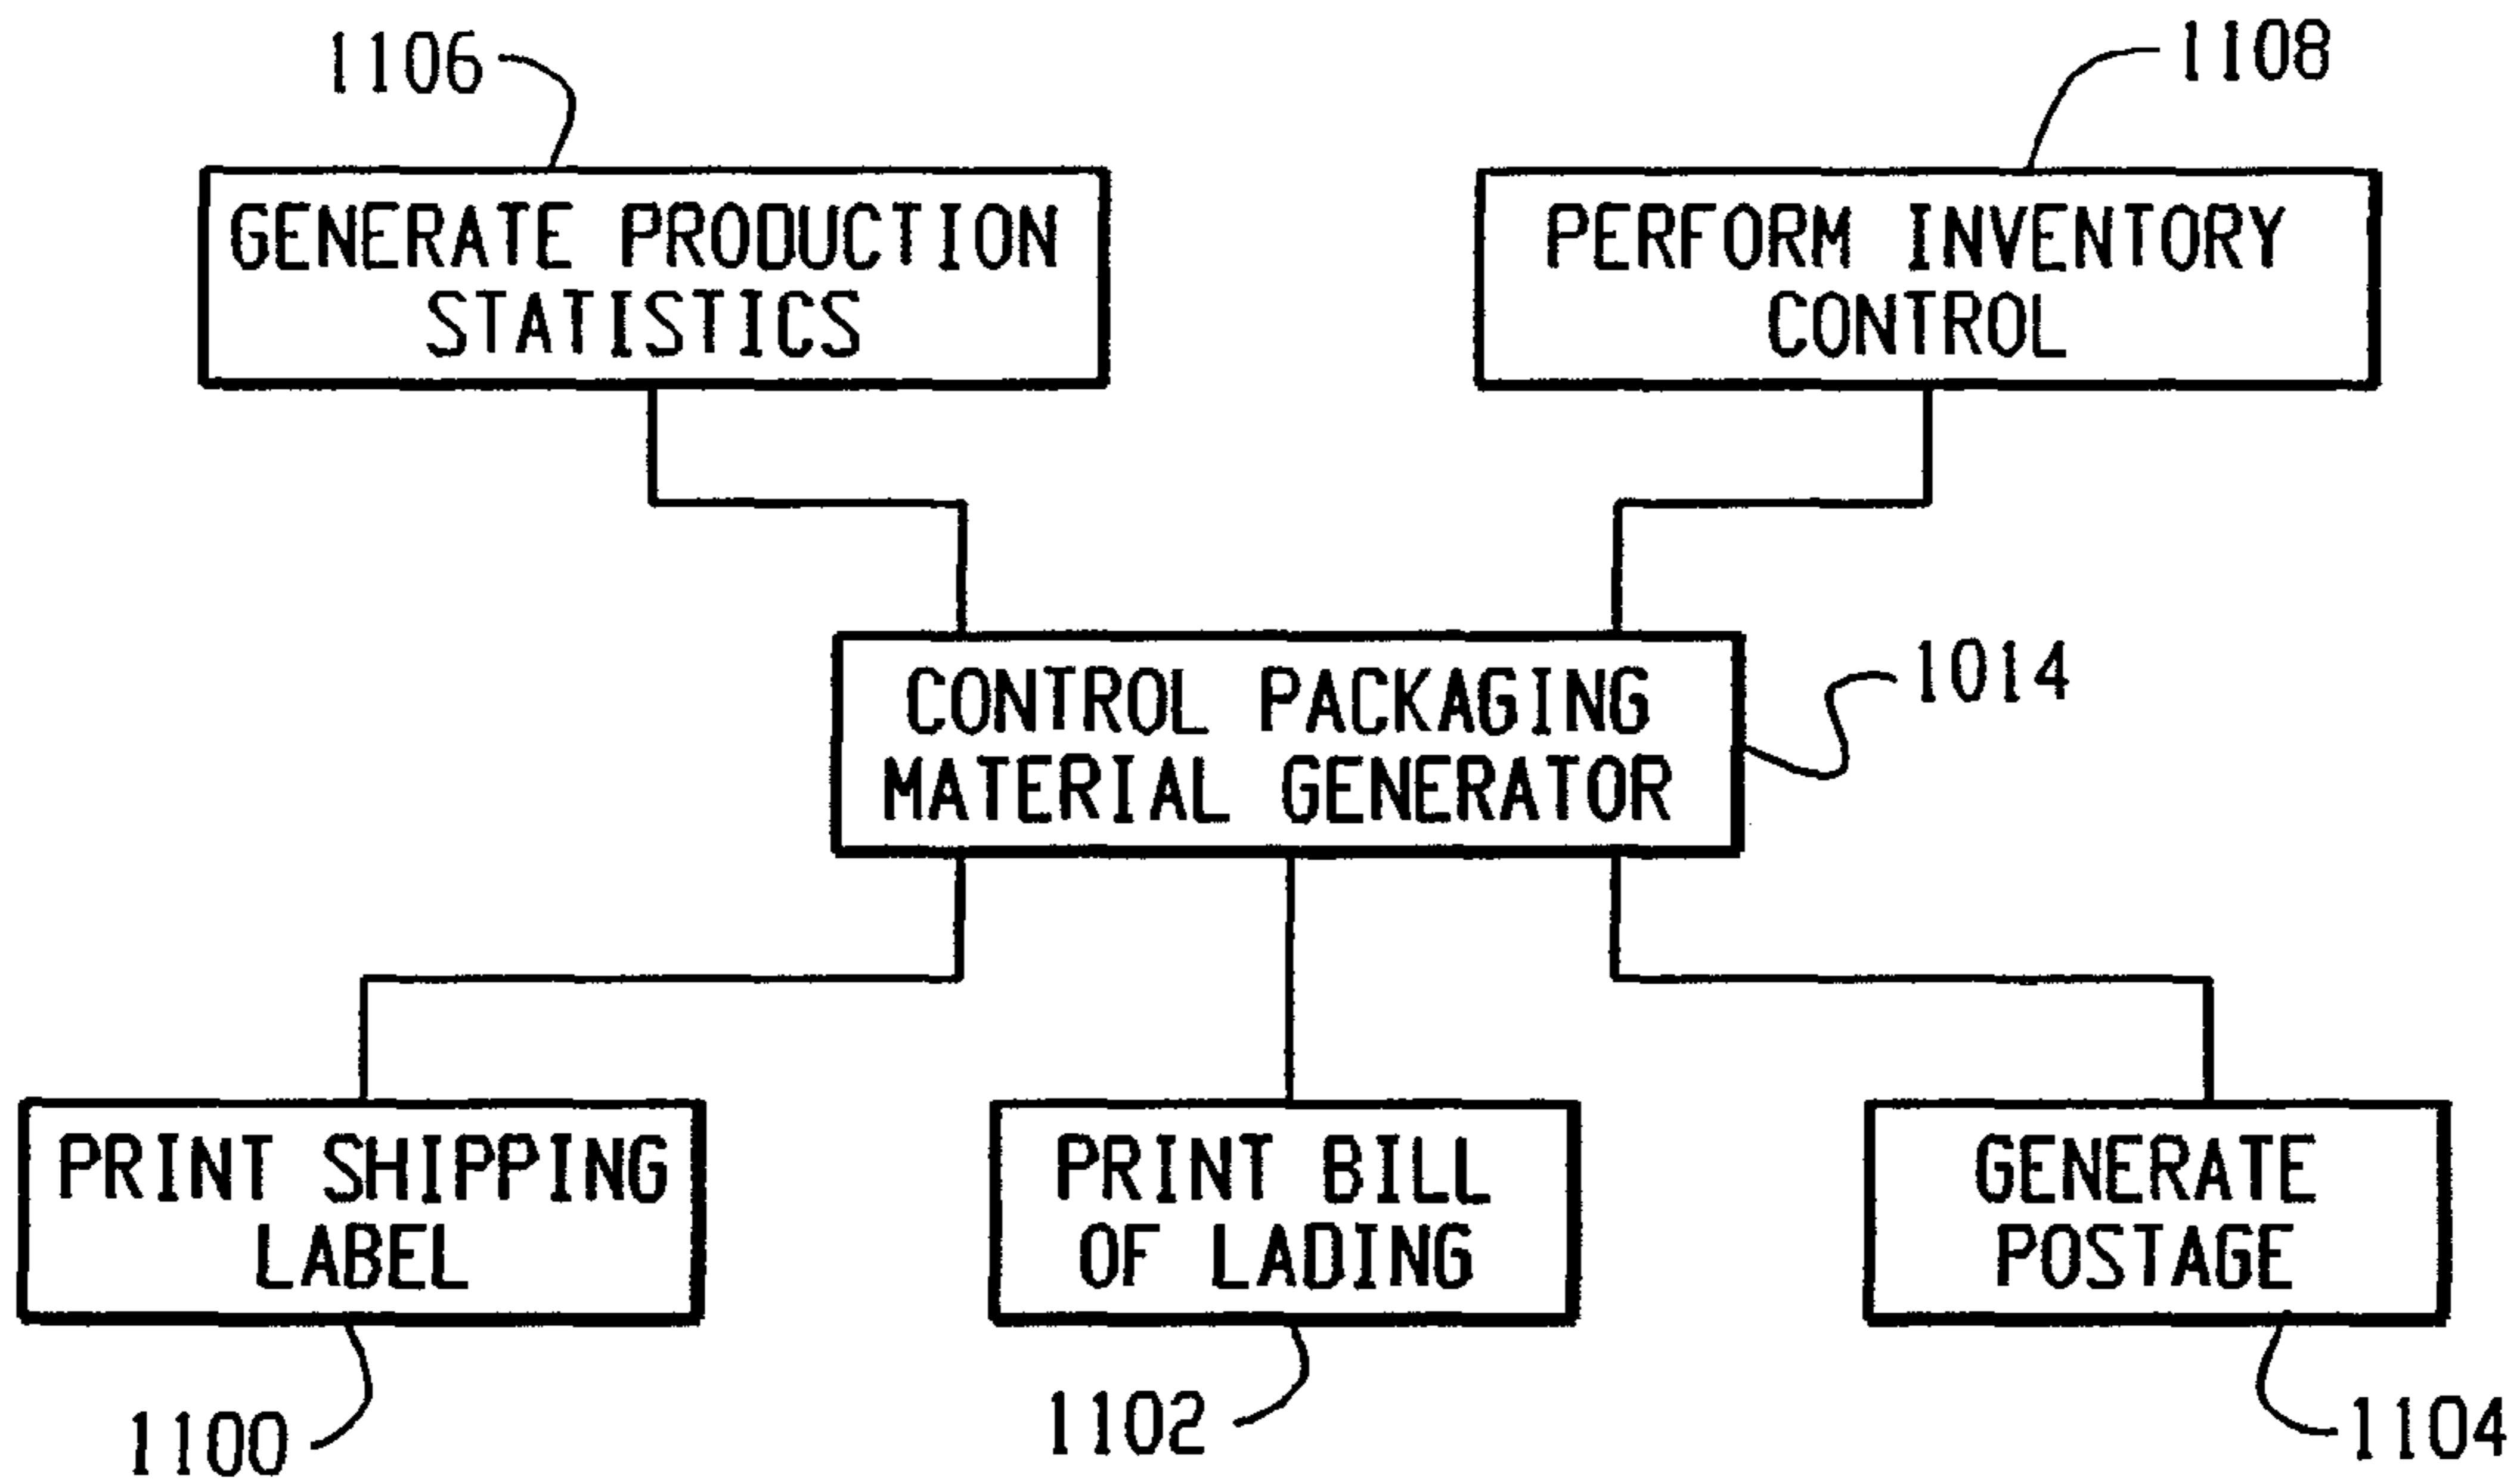 1106
1108
GENERATE PRODUCTION
STATISTICS
PERFORM INVENTORY
CONTROL
CONTROL PACKAGING
MATERIAL GENERATOR
1014
PRINT SHIPPING
LABEL
PRINT BILL
OF LADING
GENERATE
POSTAGE
1100
1102
1104